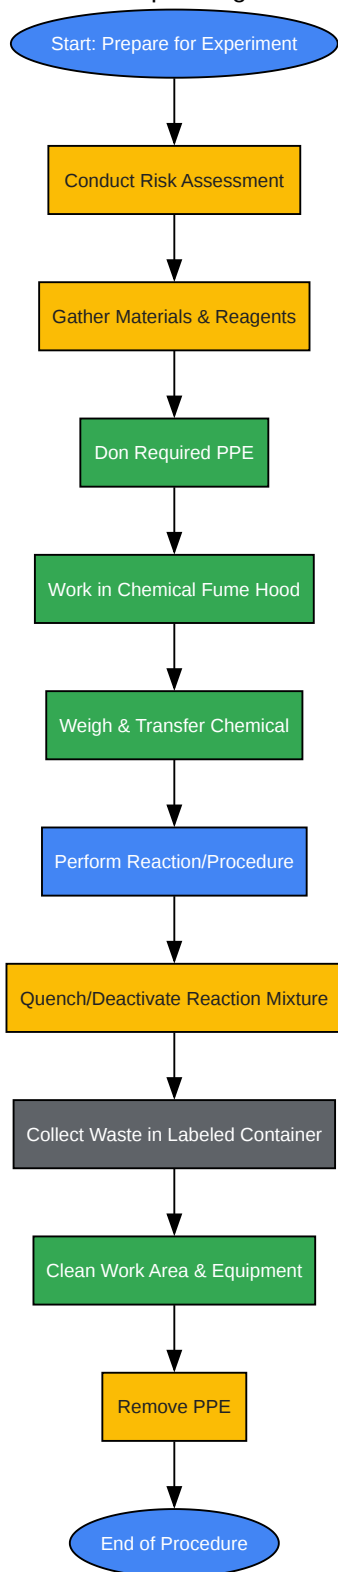 Start: Prepare for Experiment
Conduct Risk Assessment
Gather Materials & Reagents
Don Required PPE
Work in Chemical Fume Hood
Weigh & Transfer Chemical
Perform Reaction/Procedure
Quench/Deactivate Reaction Mixture
Collect Waste in Labeled Container
Clean Work Area & Equipment
Remove PPE
End of Procedure